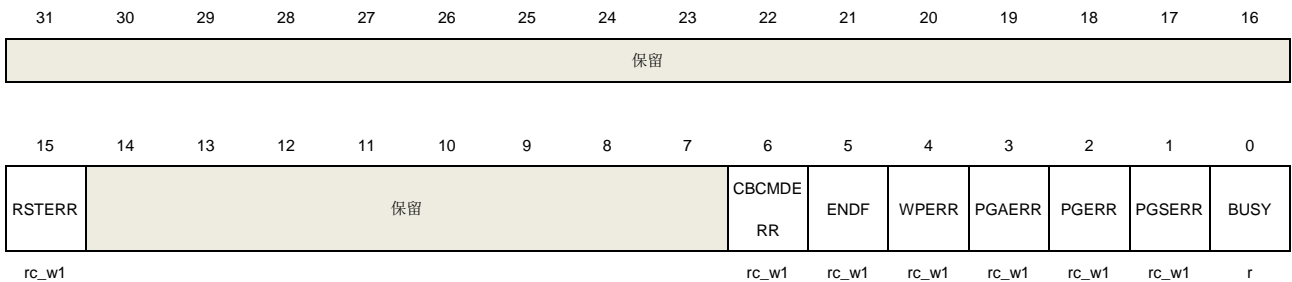 31 30 29 28 27 26 25 24 23 22 21 20 19 18 17 16
保留
15 14 13 12 11 10 9 8 7 6 5 4 3 2 1 0
RSTERR 保留 CBCMDE RR ENDF WPERR PGAERR PGERR PGSERR BUSY
rc_w1 rc_w1 rc_w1 rc_w1 rc_w1 rc_w1 rc_w1 r